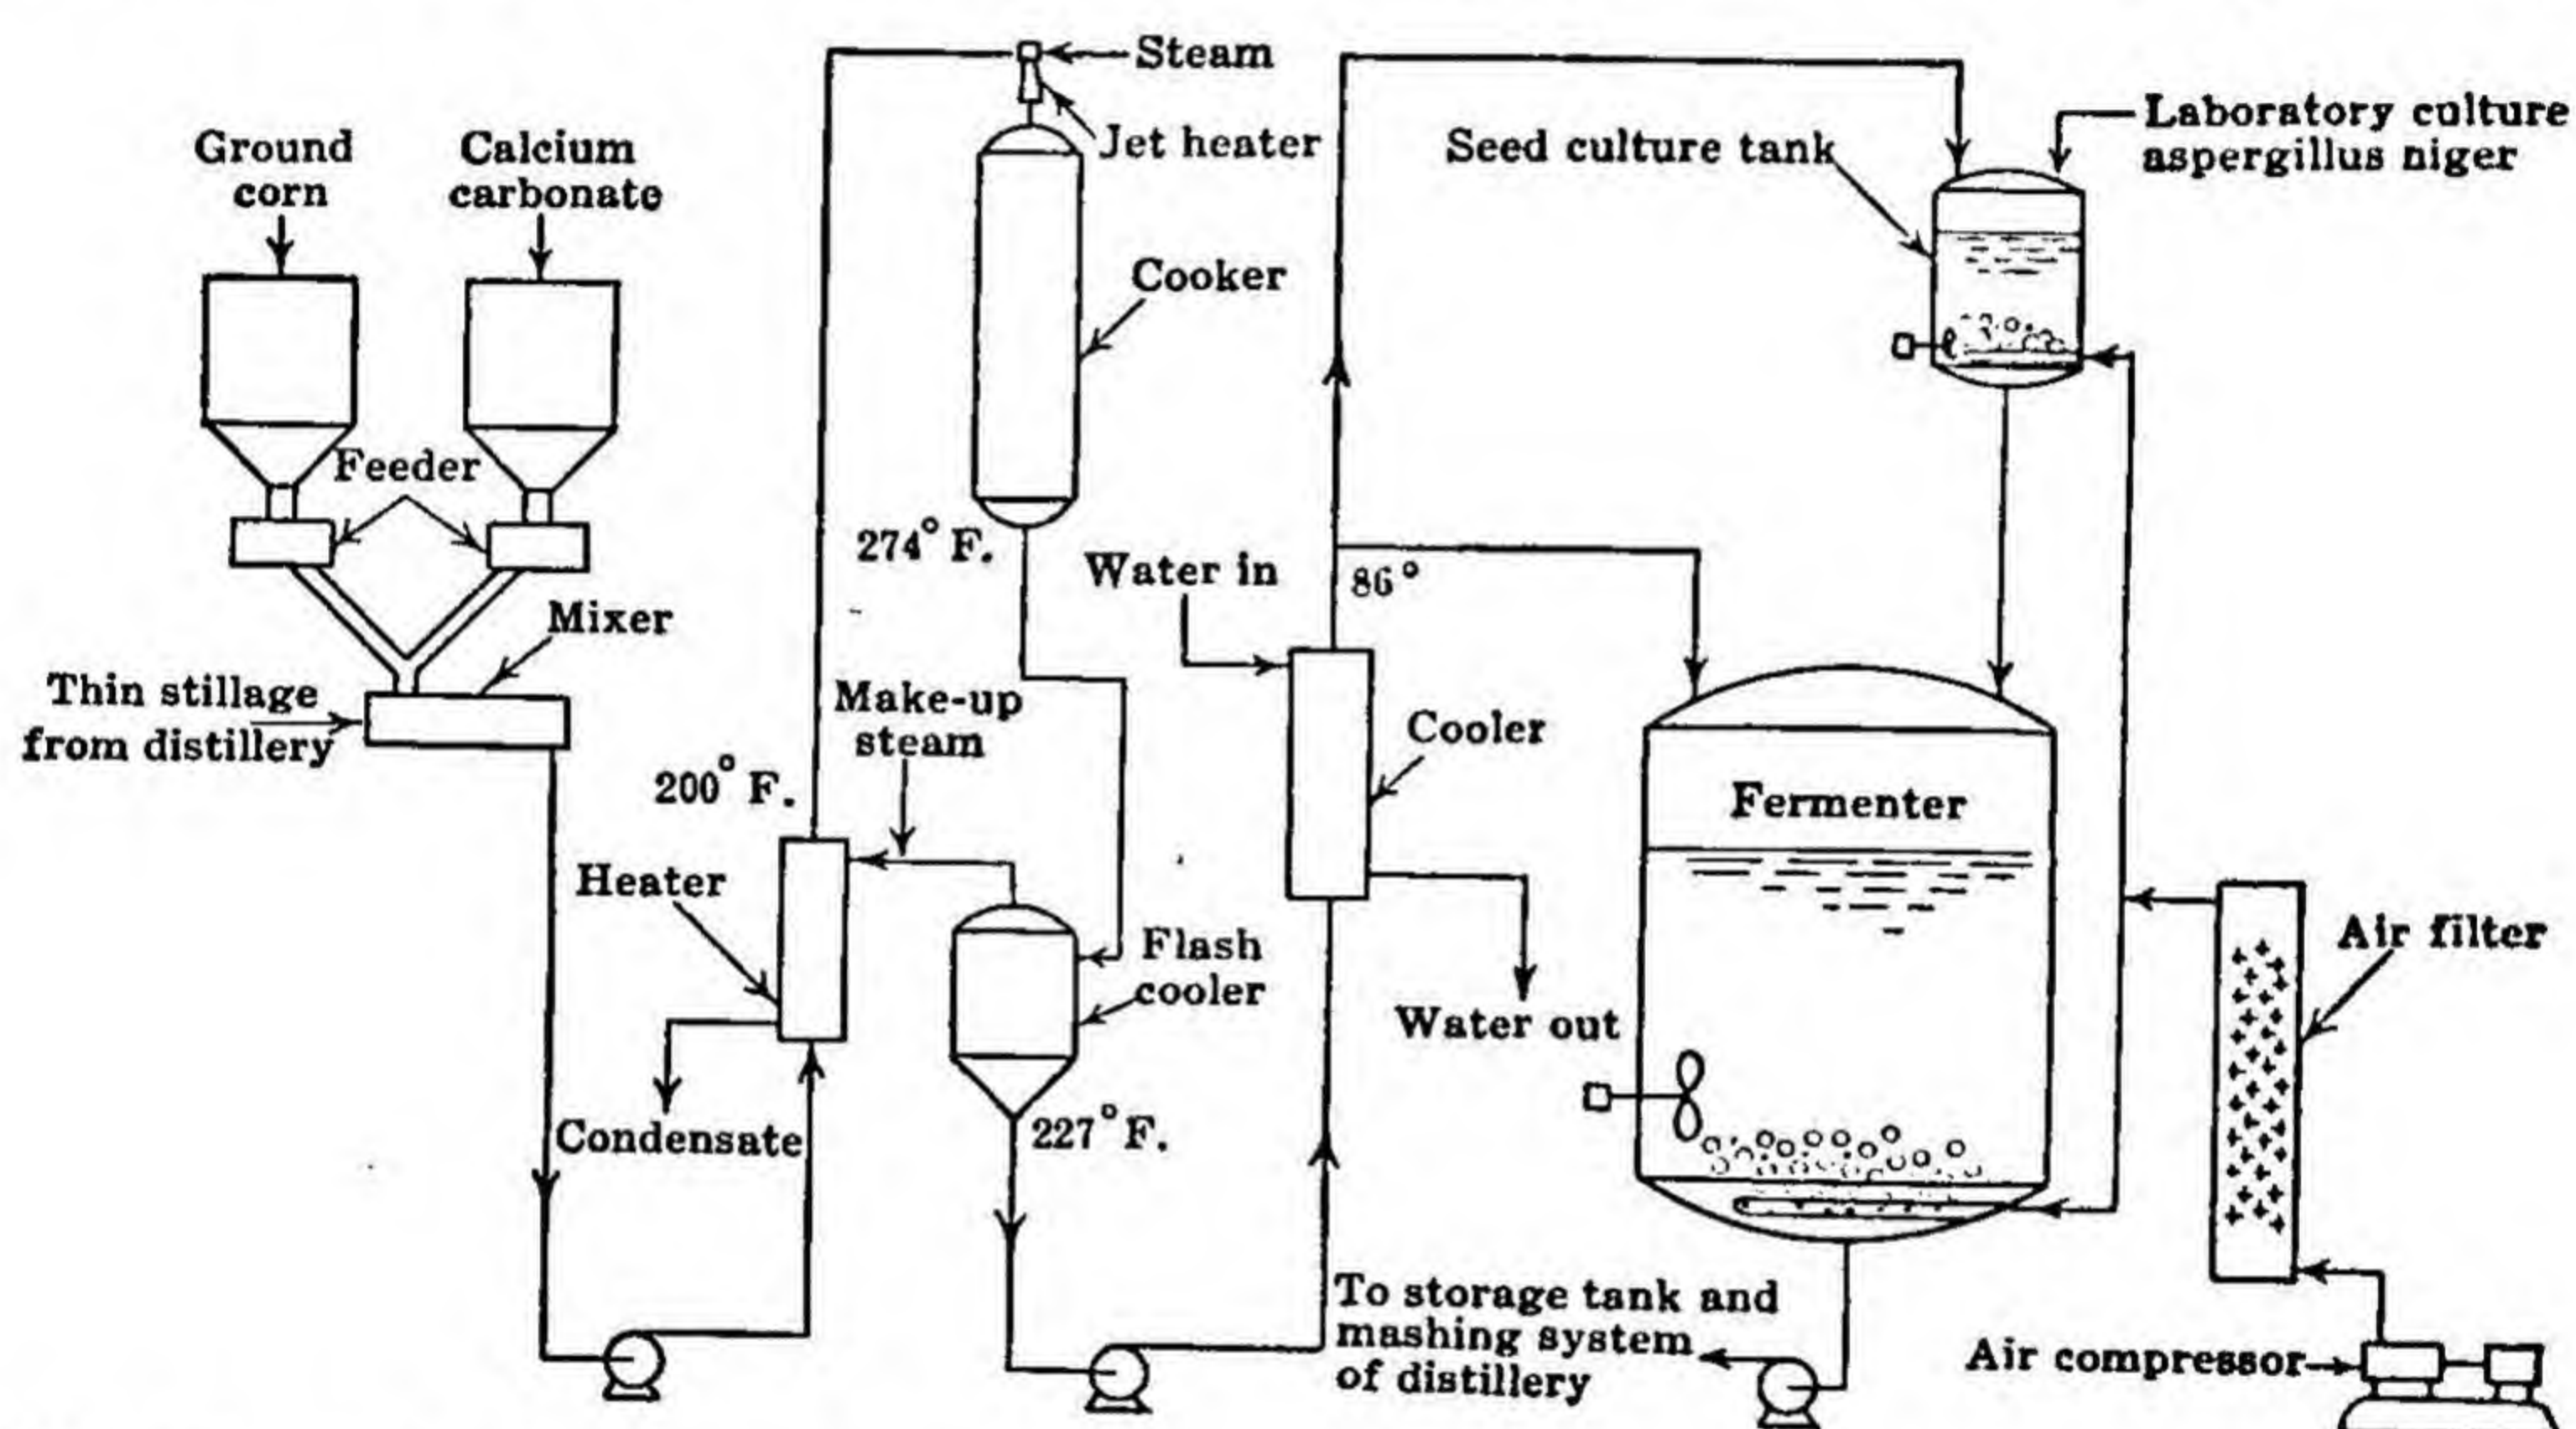 Steam
Jet heater
Ground
corn
Calcium
carbonate
Seed culture tank
Laboratory culture
aspergillus niger
Cooker
Feeder
274° F.
Water in
86°
Mixer
Thin stillage
from distillery
Make-up
steam
200° F.
Cooler
Fermenter
Heater
Flash
cooler
Air filter
Water out
Condensate
227° F.
To storage tank and
mashing system
of distillery
Air compressor